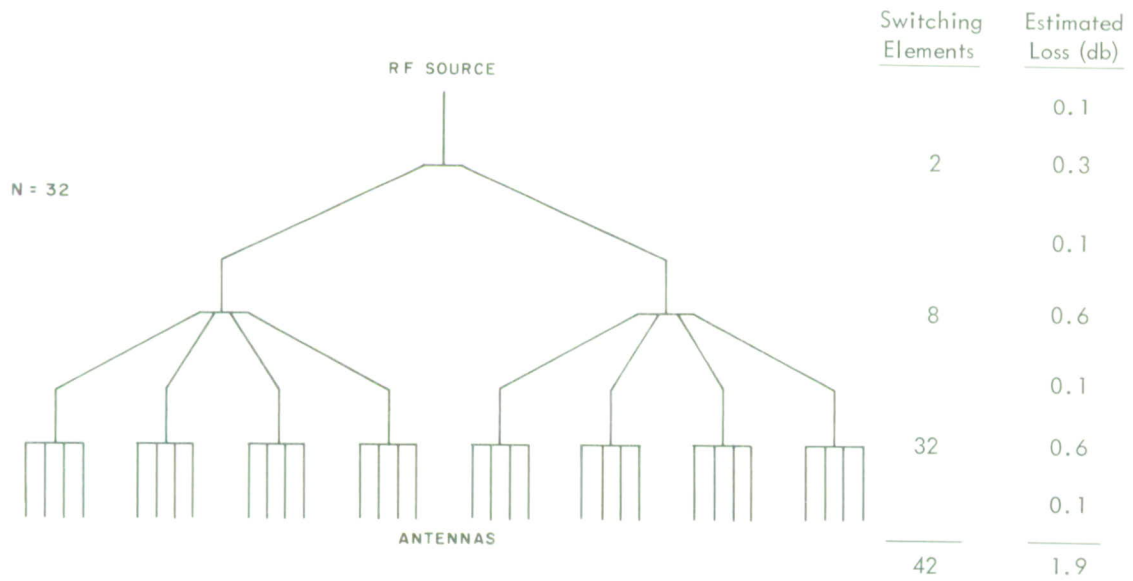 Switching Estimated
Elements Loss (db)
RF SOURCE
0.1
2 0.3
N = 32
0.1
8 0.6
0.1
32 0.6
0.1
ANTENNAS
42 1.9